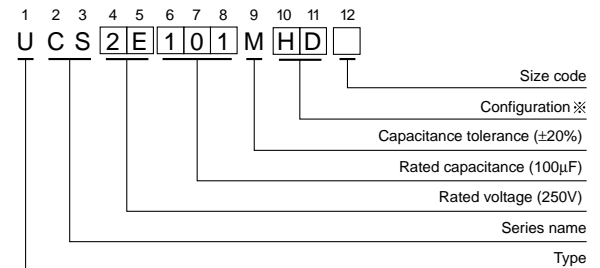 1 2 3 4 5 6 7 8 9 10 11 12
U C S 2 E 1 0 1 M H D
Size code
Configuration ※
Capacitance tolerance (±20%)
Rated capacitance (100µF)
Rated voltage (250V)
Series name
Type